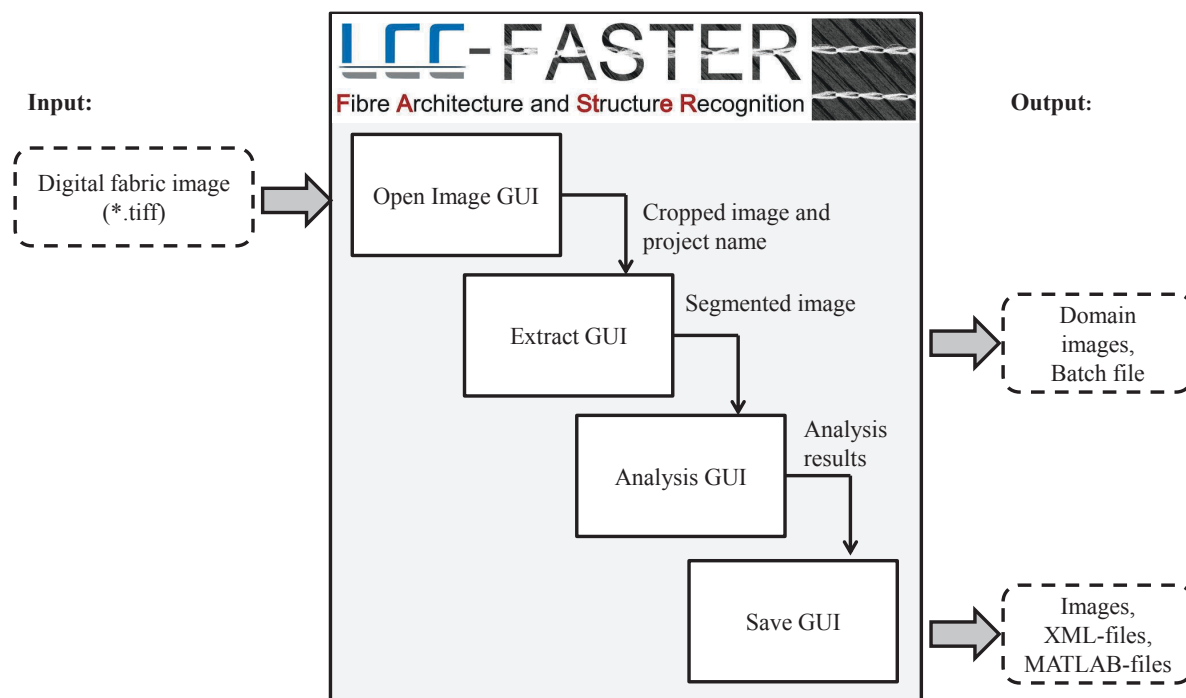 LCC-FASTER
Fibre Architecture and Structure Recognition
Input:
Output:
Digital fabric image
(*.tiff)
Open Image GUI
Cropped image and
project name
Extract GUI
Segmented image
Domain
images,
Batch file
Analysis GUI
Analysis
results
Save GUI
Images,
XML-files,
MATLAB-files